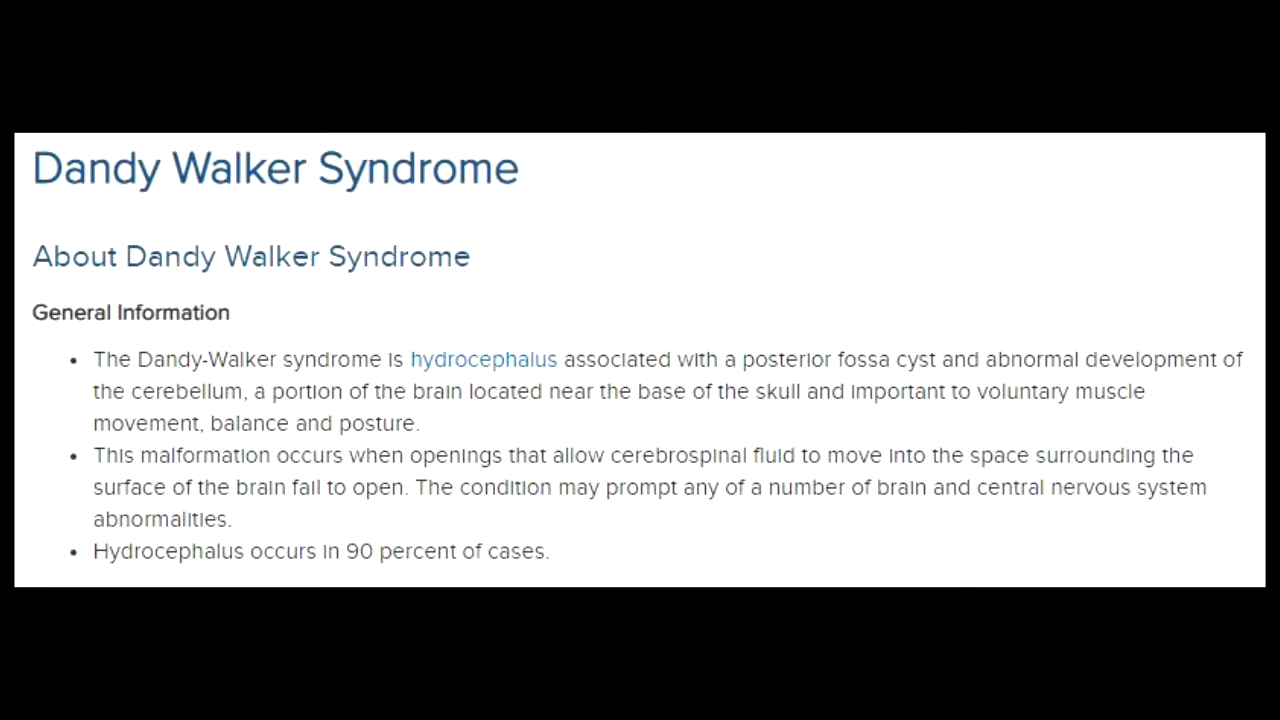 Dandy Walker Syndrome
About Dandy Walker Syndrome
General Information
• The Dandy-Walker syndrome is hydrocephalus associated with a posterior fossa cyst and abnormal development of
the cerebellum, a portion of the brain located near the base of the skull and important to voluntary muscle
movement, balance and posture.
• This malformation occurs when openings that allow cerebrospinal fluid to move into the space surrounding the
surface of the brain fail to open. The condition may prompt any of a number of brain and central nervous system
abnormalities.
• Hydrocephalus occurs in 90 percent of cases.